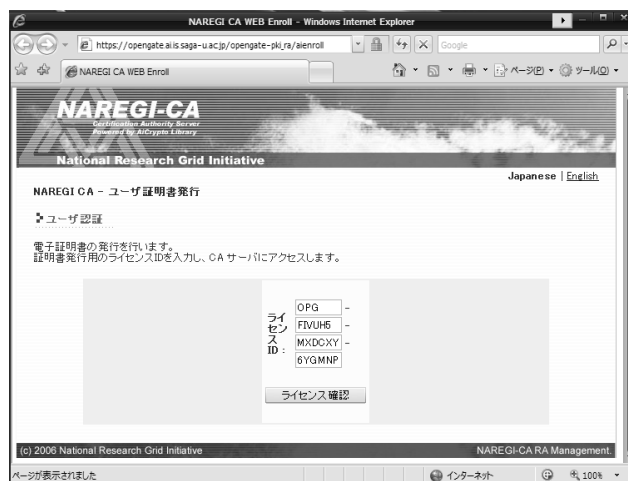 NAREGI CA WEB Enroll - Windows Internet Explorer
https://opengate.ai.is.saga-u.ac.jp/opengate-pki_ra/aienroll
Google
NAREGI CA WEB Enroll
ページ(P)
ツール(O)
NAREGI-CA
Certification Authority Server
Powered by AiCrypto Library
National Research Grid Initiative
Japanese | English
NAREGI CA - ユーザ証明書発行
ユーザ認証
電子証明書の発行を行います。
証明書発行用のライセンスIDを入力し、CA サーバにアクセスします。
ライセンスID :
OPG -
FIVUH5 -
MXDCXY -
6YGMNP
ライセンス確認
(c) 2006 National Research Grid Initiative
NAREGI-CA RA Management.
ページが表示されました
インターネット
100%